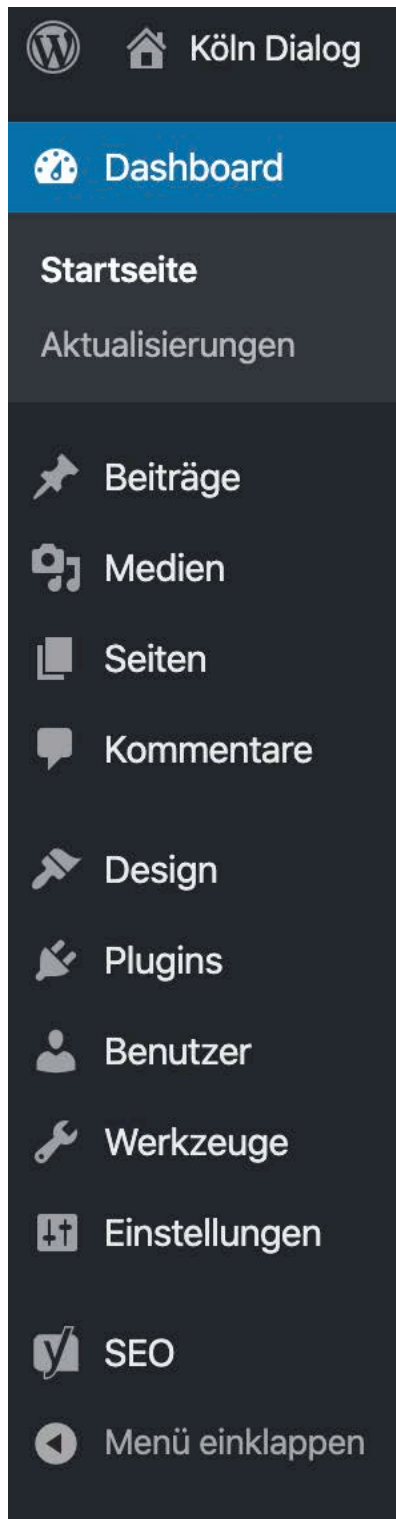 Köln Dialog
Dashboard
Startseite
Aktualisierungen
Beiträge
Medien
Seiten
Kommentare
Design
Plugins
Benutzer
Werkzeuge
Einstellungen
SEO
Menü einklappen